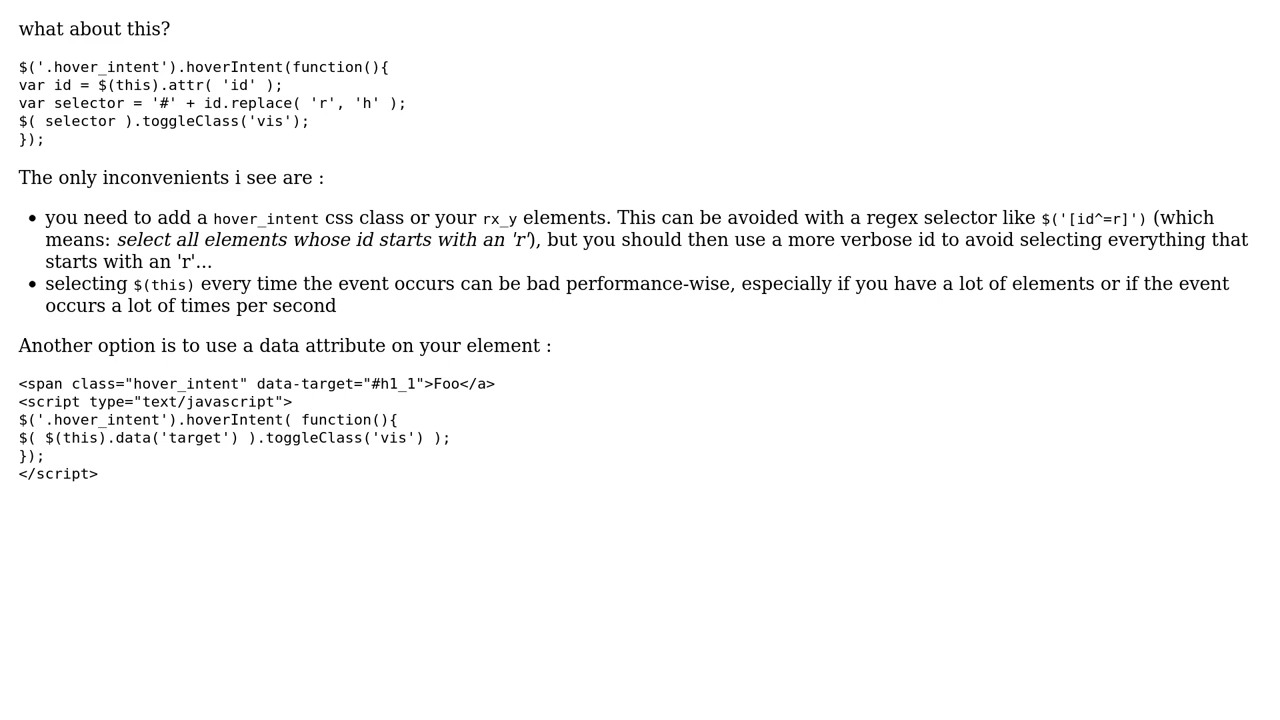 what about this?
$('.hover_intent').hoverIntent(function(){
var id = $(this).attr( 'id' );
var selector = '#' + id.replace( 'r', 'h' );
$( selector ).toggleClass('vis');
});
The only inconvenients i see are :
• you need to add a hover_intent css class or your rx_y elements. This can be avoided with a regex selector like $('[id^=r]') (which
means: select all elements whose id starts with an 'r'), but you should then use a more verbose id to avoid selecting everything that
starts with an 'r'...
• selecting $(this) every time the event occurs can be bad performance-wise, especially if you have a lot of elements or if the event
occurs a lot of times per second
Another option is to use a data attribute on your element :
<span class="hover_intent" data-target="#h1_1">Foo</a>
<script type="text/javascript">
$('.hover_intent').hoverIntent( function(){
$( $(this).data('target') ).toggleClass('vis') );
});
</script>